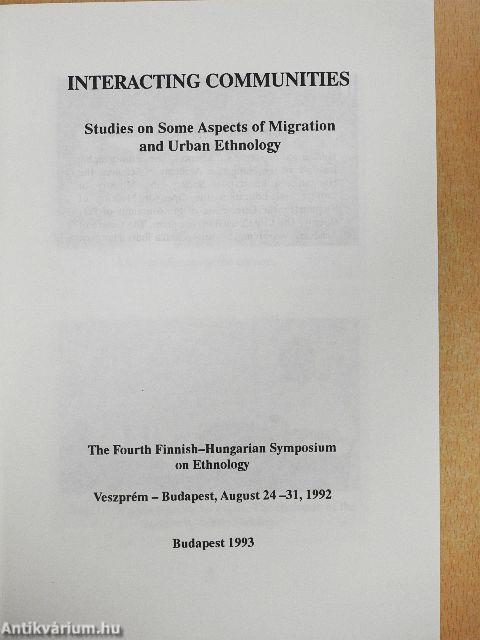 INTERACTING COMMUNITIES
Studies on Some Aspects of Migration
and Urban Ethnology
The Fourth Finnish–Hungarian Symposium
on Ethnology
Veszprém – Budapest, August 24 –31, 1992
Budapest 1993
Antikvárium.hu